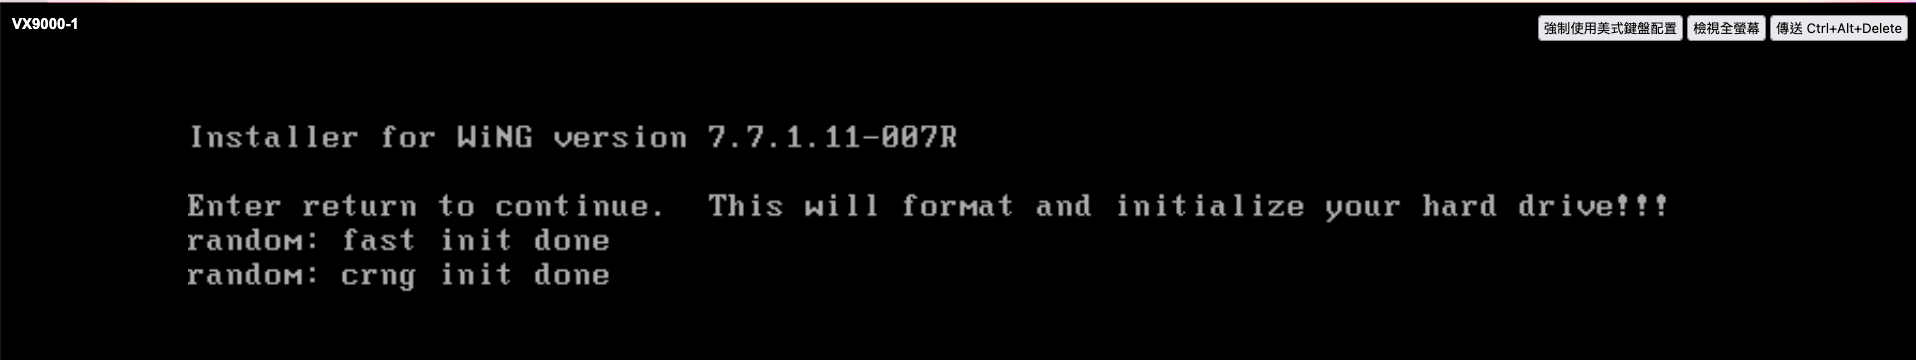 VX9000-1
強制使用美式鍵盤配置 檢視全螢幕 傳送 Ctrl+Alt+Delete
Installer for WiNG version 7.7.1.11-007R
Enter return to continue.  This will format and initialize your hard drive!!!
random: fast init done
random: crng init done